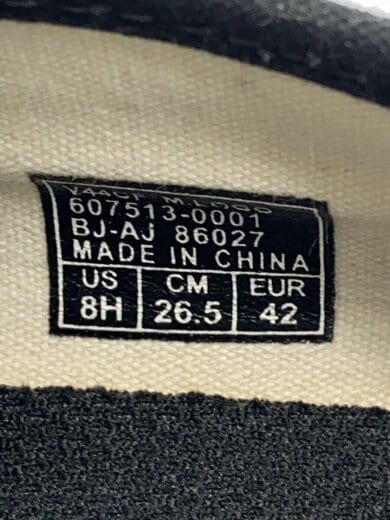 607513-0001
BJ-AJ 86027
MADE IN CHINA
US CM EUR
8H 26.5 42